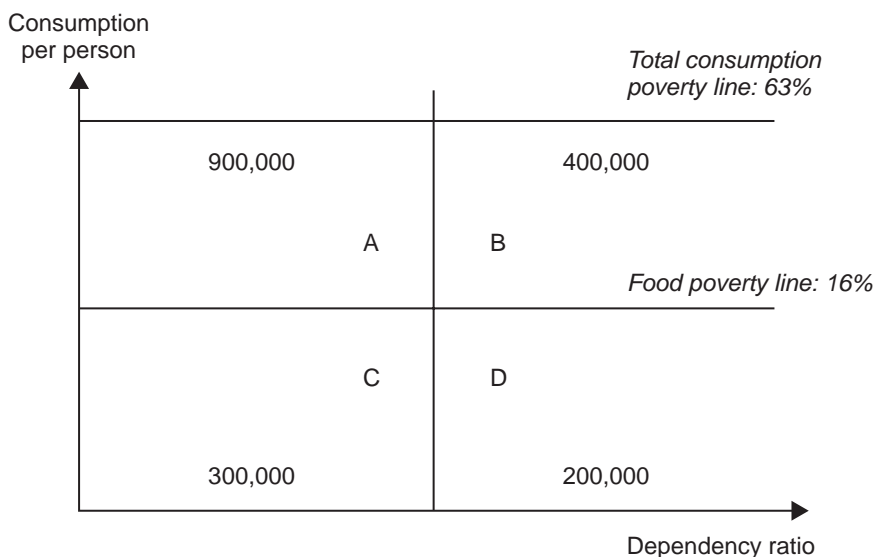 Consumption
per person
Total consumption
poverty line: 63%
900,000
400,000
A
B
Food poverty line: 16%
C
D
300,000
200,000
Dependency ratio